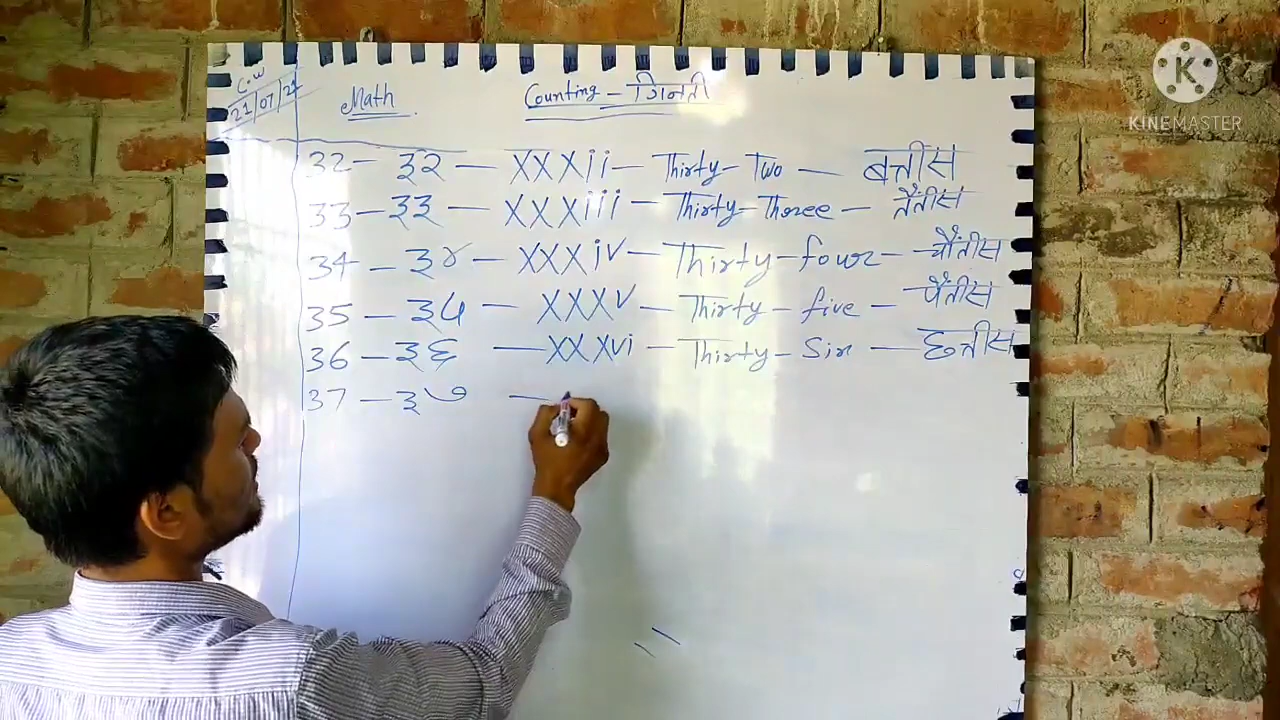 C.W
21/07/21
Math
Counting - गिनती
32 - ३२ - XXXii - Thirty-Two - बत्तीस
33 - ३३ - XXXiii - Thirty-Three - तैंतीस
34 - ३४ - XXXiv - Thirty-four - चौंतीस
35 - ३५ - XXXv - Thirty-five - पैंतीस
36 - ३६ - XXXvi - Thirty-Six - छत्तीस
37 - ३७ -
K
KINEMASTER